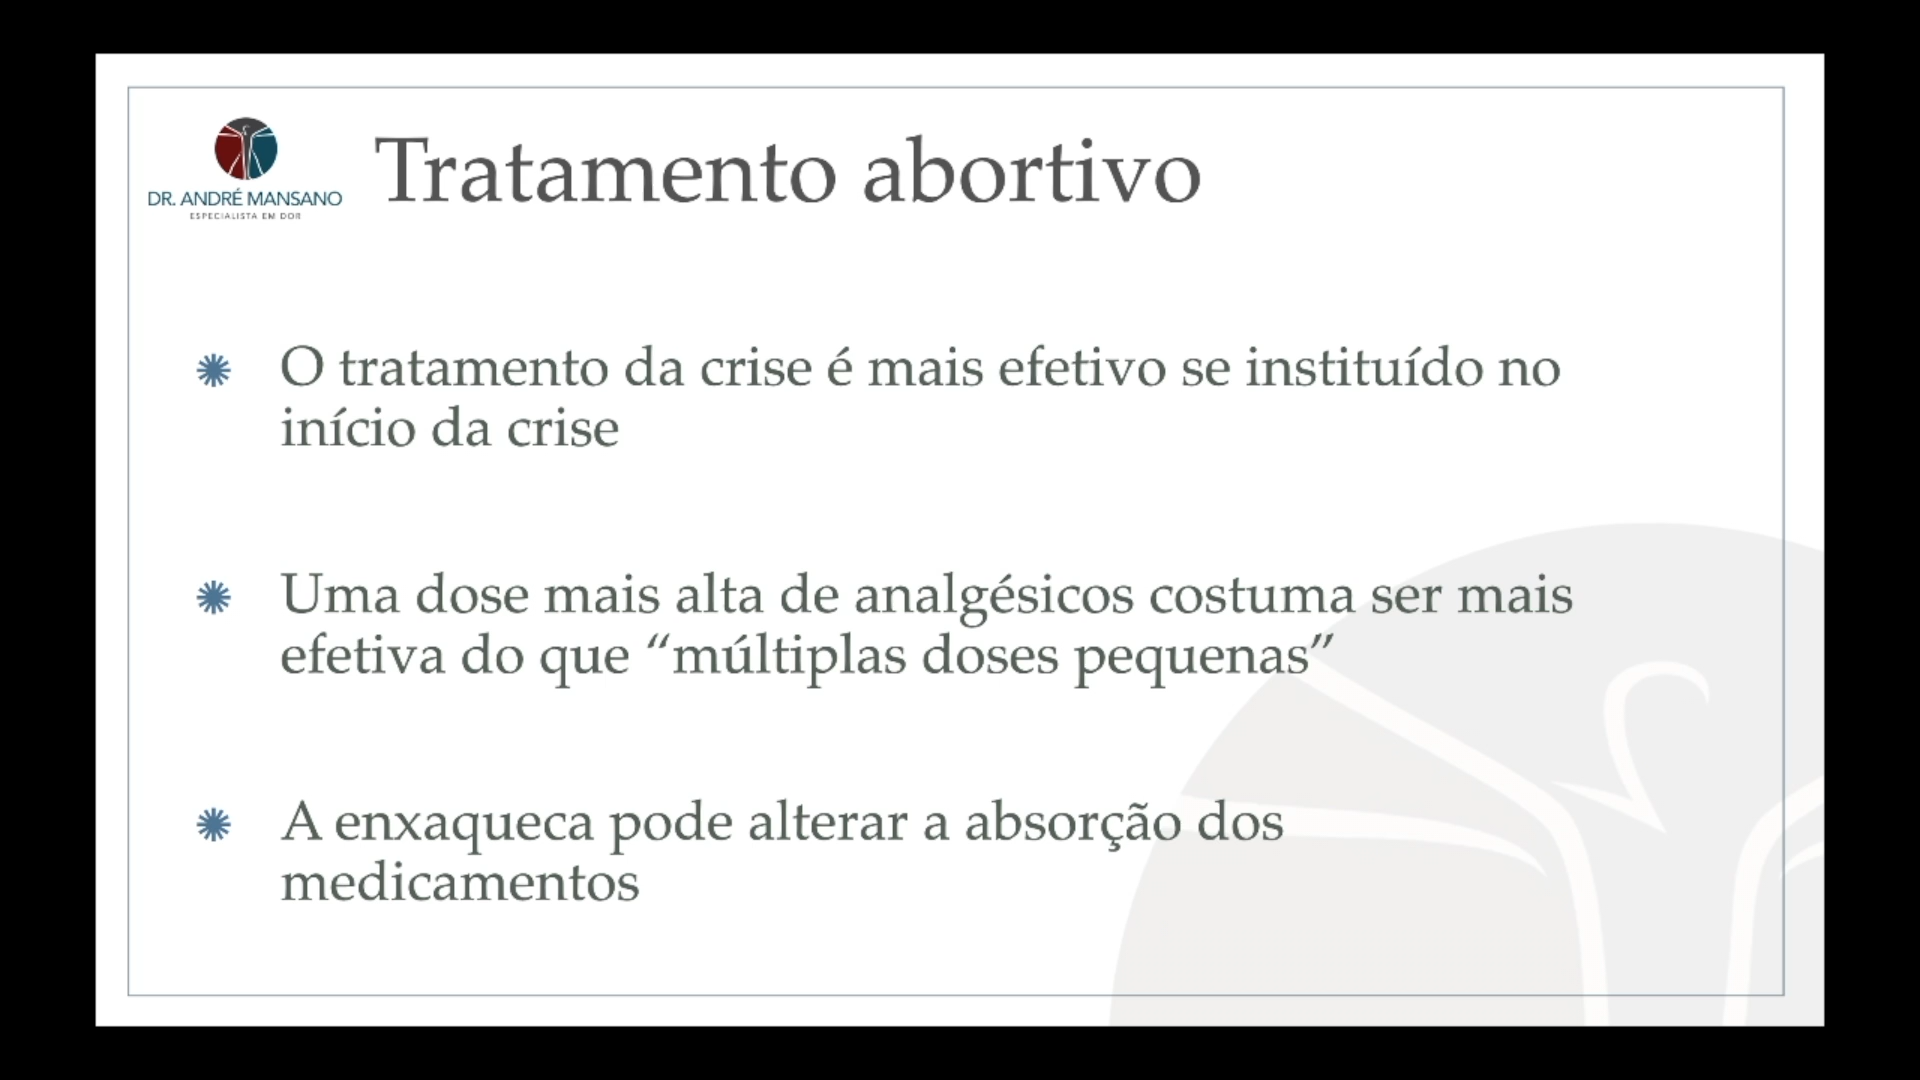 DR. ANDRÉ MANSANO
ESPECIALISTA EM DOR
Tratamento abortivo
O tratamento da crise é mais efetivo se instituído no
início da crise
Uma dose mais alta de analgésicos costuma ser mais
efetiva do que “múltiplas doses pequenas”
A enxaqueca pode alterar a absorção dos
medicamentos